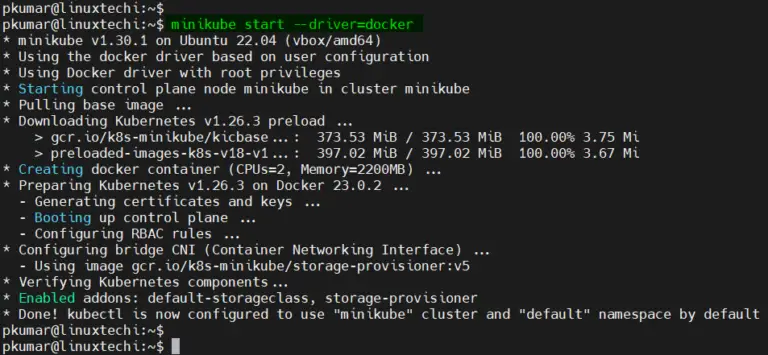 pkumar@linuxtechi:~$
pkumar@linuxtechi:~$ minikube start --driver=docker
* minikube v1.30.1 on Ubuntu 22.04 (vbox/amd64)
* Using the docker driver based on user configuration
* Using Docker driver with root privileges
* Starting control plane node minikube in cluster minikube
* Pulling base image ...
* Downloading Kubernetes v1.26.3 preload ...
    > gcr.io/k8s-minikube/kicbase...:  373.53 MiB / 373.53 MiB  100.00% 3.75 Mi
    > preloaded-images-k8s-v18-v1...:  397.02 MiB / 397.02 MiB  100.00% 3.67 Mi
* Creating docker container (CPUs=2, Memory=2200MB) ...
* Preparing Kubernetes v1.26.3 on Docker 23.0.2 ...
  - Generating certificates and keys ...
  - Booting up control plane ...
  - Configuring RBAC rules ...
* Configuring bridge CNI (Container Networking Interface) ...
  - Using image gcr.io/k8s-minikube/storage-provisioner:v5
* Verifying Kubernetes components...
* Enabled addons: default-storageclass, storage-provisioner
* Done! kubectl is now configured to use "minikube" cluster and "default" namespace by default
pkumar@linuxtechi:~$
pkumar@linuxtechi:~$